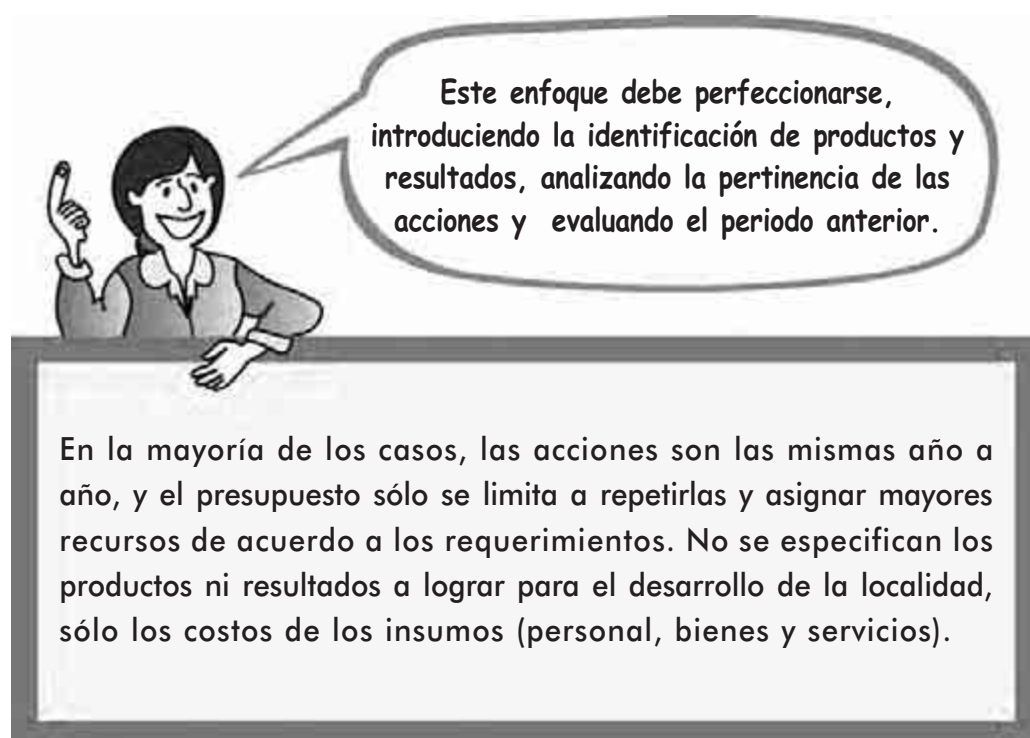 Este enfoque debe perfeccionarse,
introduciendo la identificación de productos y
resultados, analizando la pertinencia de las
acciones y evaluando el periodo anterior.
En la mayoría de los casos, las acciones son las mismas año a
año, y el presupuesto sólo se limita a repetirlas y asignar mayores
recursos de acuerdo a los requerimientos. No se especifican los
productos ni resultados a lograr para el desarrollo de la localidad,
sólo los costos de los insumos (personal, bienes y servicios).